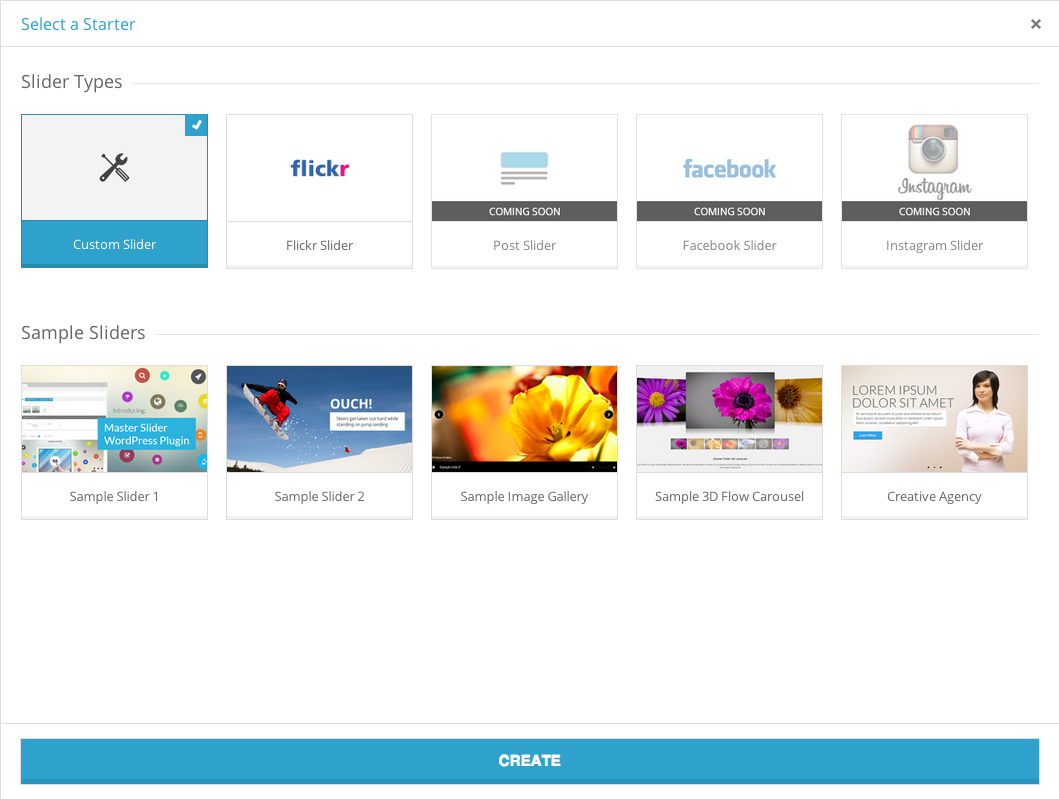 Select a Starter
Slider Types
flickr
facebook
Instagram
COMING SOON
COMING SOON
COMING SOON
Custom Slider
Flickr Slider
Post Slider
Facebook Slider
Instagram Slider
Sample Sliders
Introducing:
Master Slider
WordPress Plugin
OUCH!
Skiers get taken out hard while
standing on jump landing
LOREM IPSUM
DOLOR SIT AMET
Learn More
Sample Slider 1
Sample Slider 2
Sample Image Gallery
Sample 3D Flow Carousel
Creative Agency
CREATE